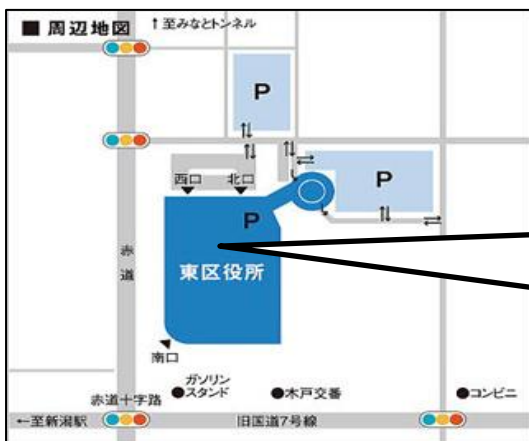 ■ 周辺地図
↑至みなとトンネル
P
P
西口
北口
P
東区役所
赤道
南口
ガソリン
スタンド
木戸交番
コンビニ
赤道十字路
←至新潟駅
旧国道7号線